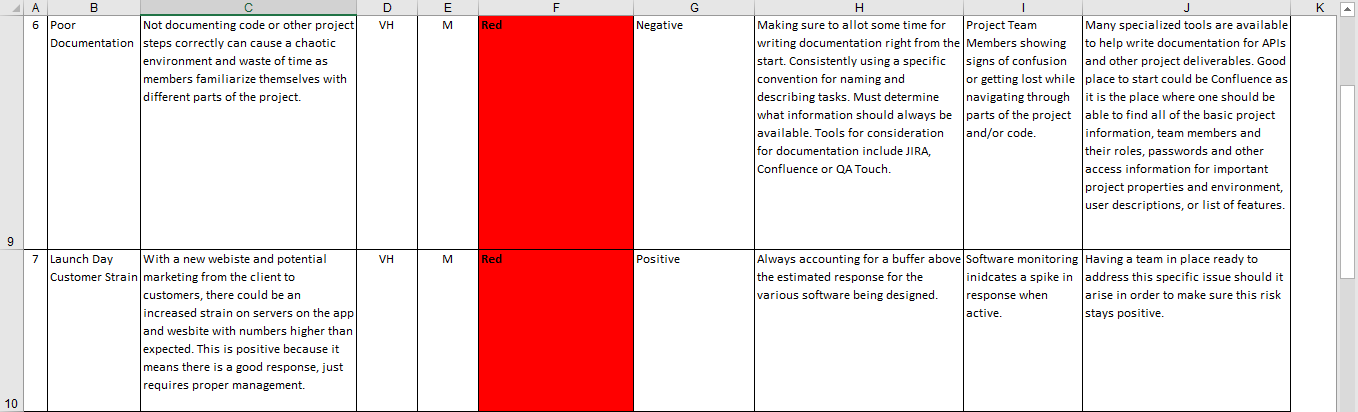 A B C D E F G H I J K
6 Poor Documentation Not documenting code or other project steps correctly can cause a chaotic environment and waste of time as members familiarize themselves with different parts of the project. VH M Red Negative Making sure to allot some time for writing documentation right from the start. Consistently using a specific convention for naming and describing tasks. Must determine what information should always be available. Tools for consideration for documentation include JIRA, Confluence or QA Touch. Project Team Members showing signs of confusion or getting lost while navigating through parts of the project and/or code. Many specialized tools are available to help write documentation for APIs and other project deliverables. Good place to start could be Confluence as it is the place where one should be able to find all of the basic project information, team members and their roles, passwords and other access information for important project properties and environment, user descriptions, or list of features.
9
7 Launch Day Customer Strain With a new webiste and potential marketing from the client to customers, there could be an increased strain on servers on the app and wesbite with numbers higher than expected. This is positive because it means there is a good response, just requires proper management. VH M Red Positive Always accounting for a buffer above the estimated response for the various software being designed. Software monitoring inidcates a spike in response when active. Having a team in place ready to address this specific issue should it arise in order to make sure this risk stays positive.
10